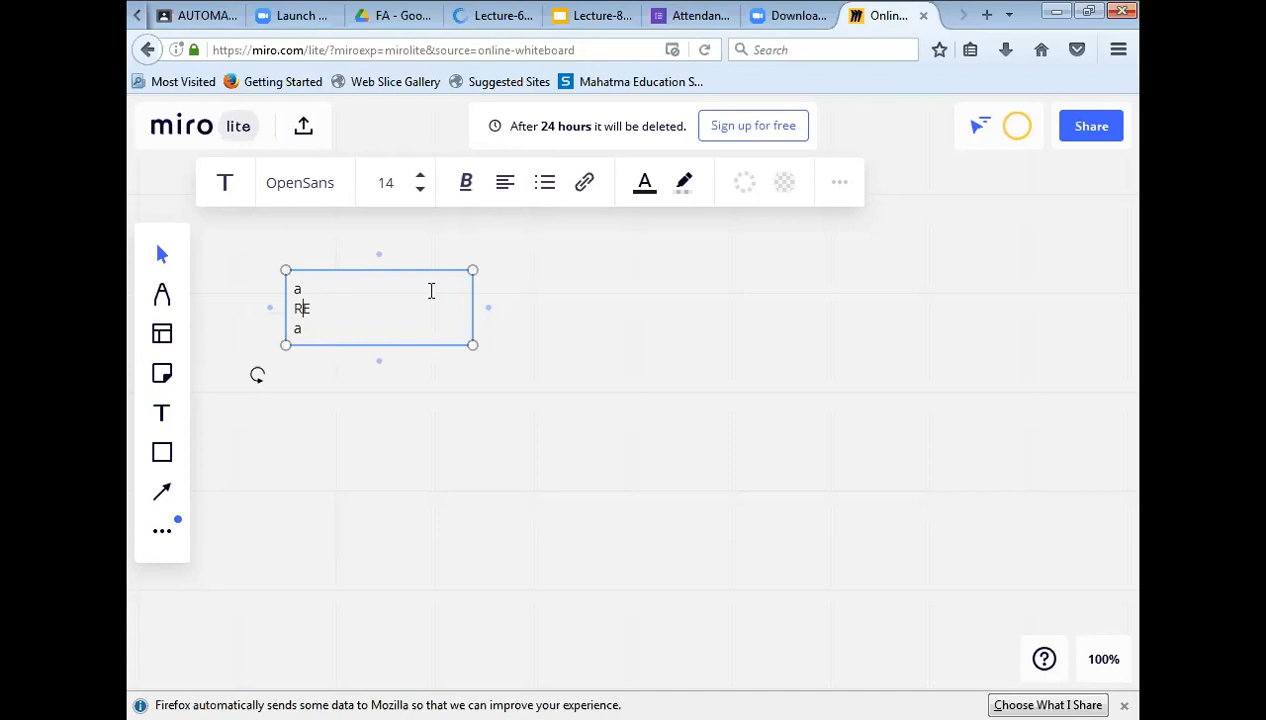 AUTOMA...
Launch ...
FA - Goo...
Lecture-6...
Lecture-8...
Attendan...
Downloa...
Onlin...
https://miro.com/lite/?miroexp=mirolite&source=online-whiteboard
Search
Most Visited
Getting Started
Web Slice Gallery
Suggested Sites
Mahatma Education S...
miro lite
After 24 hours it will be deleted.
Sign up for free
Share
T
OpenSans
14
B
A
a
RE
a
T
100%
Firefox automatically sends some data to Mozilla so that we can improve your experience.
Choose What I Share